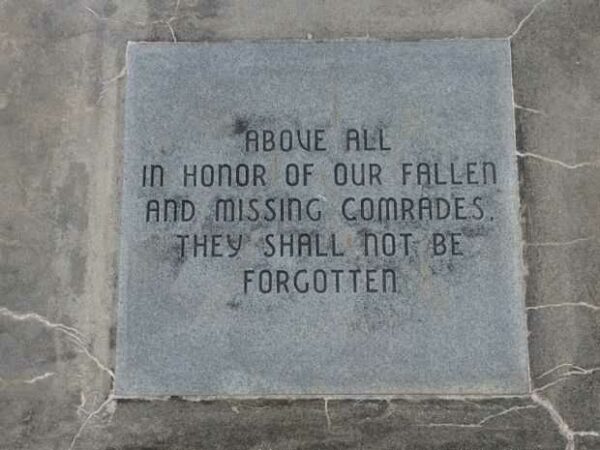 ABOVE ALL
IN HONOR OF OUR FALLEN
AND MISSING COMRADES.
THEY SHALL NOT BE
FORGOTTEN